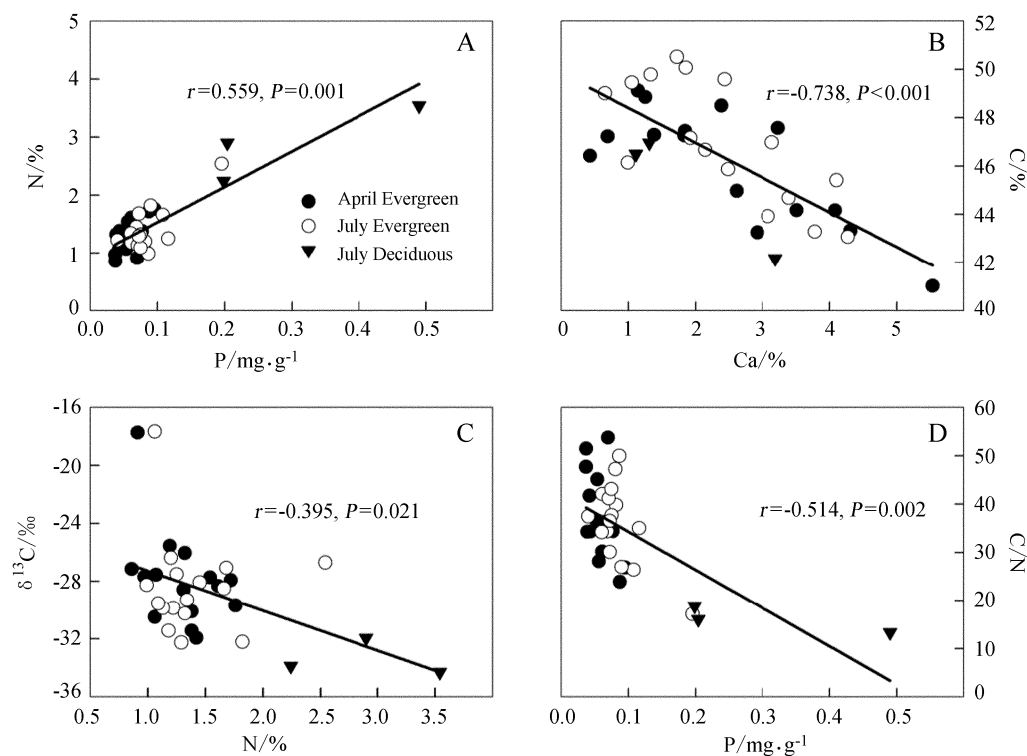 5
4
3
2
1
0
0.0
0.1
0.2
0.3
0.4
0.5
N/%
P/mg·g-1
A
r=0.559, P=0.001
April Evergreen
July Evergreen
July Deciduous
B
r=-0.738, P<0.001
52
50
48
46
44
42
40
0
1
2
3
4
5
C/%
Ca/%
-16
-20
-24
-28
-32
-36
0.5
1.0
1.5
2.0
2.5
3.0
3.5
δ13C/‰
N/%
C
r=-0.395, P=0.021
D
r=-0.514, P=0.002
60
50
40
30
20
10
0
0.0
0.1
0.2
0.3
0.4
0.5
C/N
P/mg·g-1